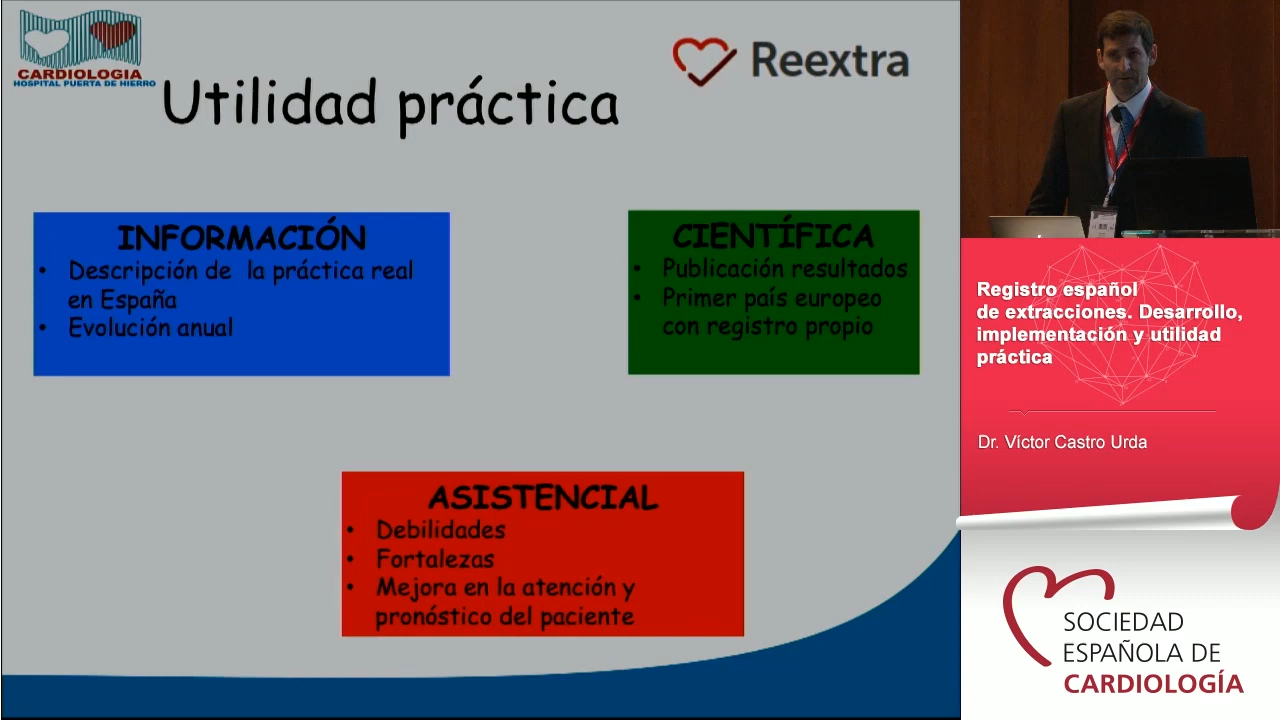 CARDIOLOGIA
HOSPITAL PUERTA DE HIERRO
Reextra
Utilidad práctica
INFORMACIÓN
• Descripción de la práctica real
en España
• Evolución anual
CIENTÍFICA
• Publicación resultados
• Primer país europeo
con registro propio
ASISTENCIAL
• Debilidades
• Fortalezas
• Mejora en la atención y
pronóstico del paciente
Registro español
de extracciones. Desarrollo,
implementación y utilidad
práctica
Dr. Víctor Castro Urda
SOCIEDAD
ESPAÑOLA DE
CARDIOLOGÍA